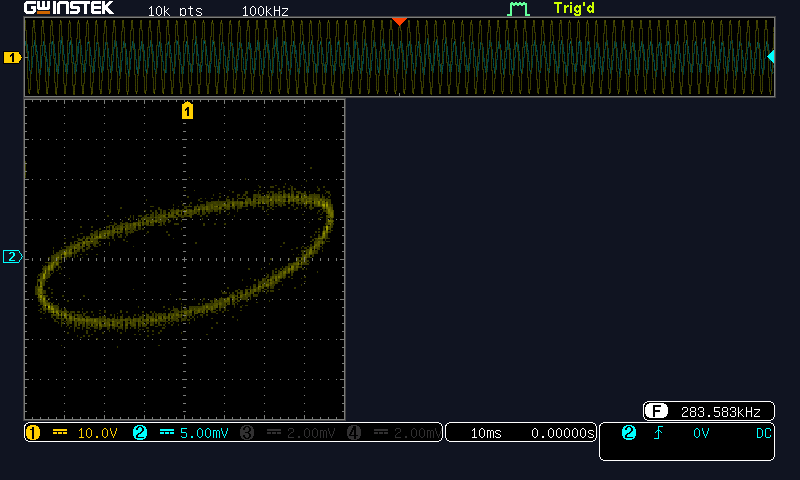 GWINSTEK 10k pts 100kHz Trig'd
1
1
2
F 283.583kHz
1 10.0V 2 5.00mV 3 2.00mV 4 2.00mV 10ms 0.00000s 2 0V DC